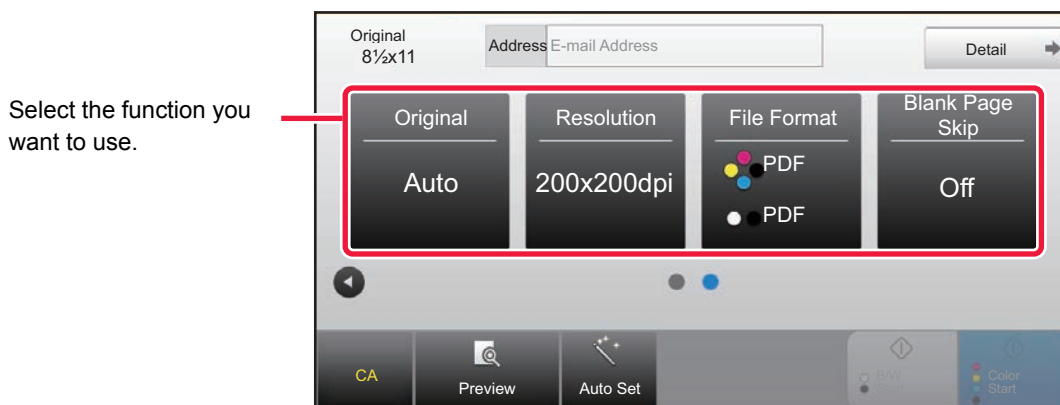 Select the function you
want to use.
Original
8½x11
Address E-mail Address
Detail
Original
Auto
Resolution
200x200dpi
File Format
PDF
PDF
Blank Page
Skip
Off
CA
Preview
Auto Set
B/W
Start
Color
Start